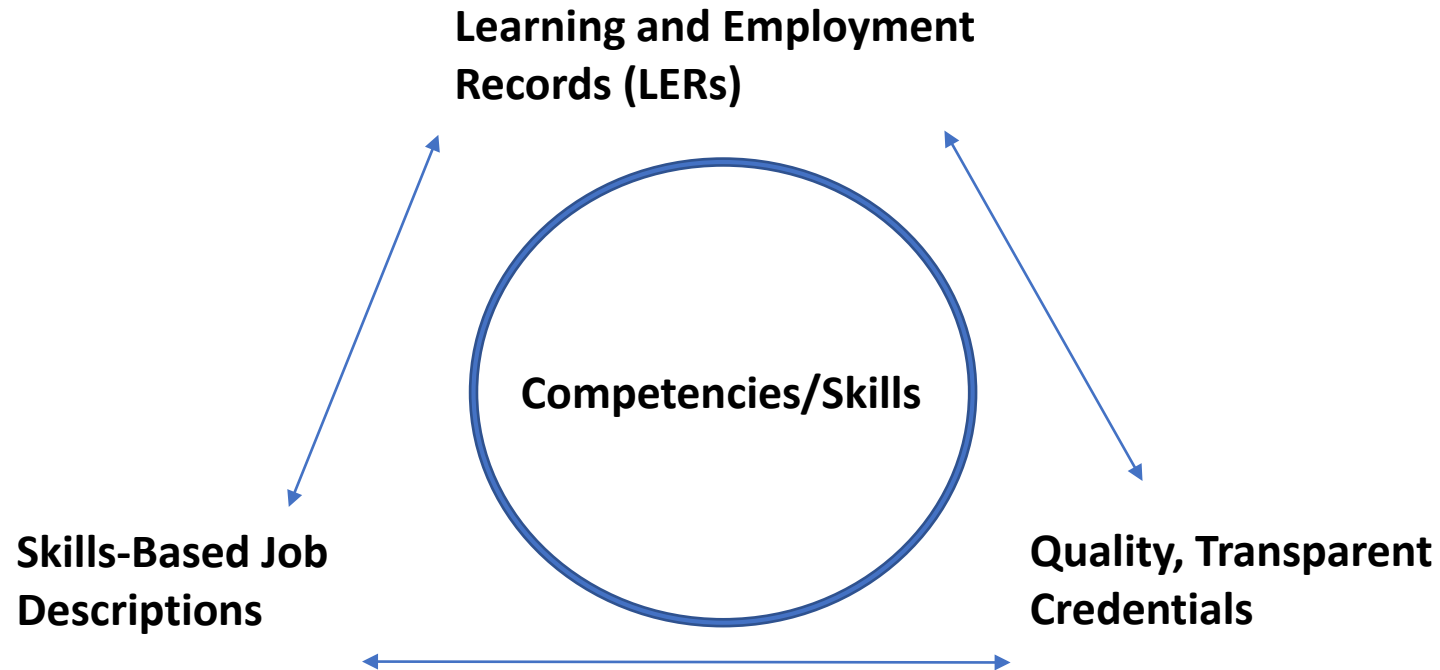 Learning and Employment
Records (LERs)
Competencies/Skills
Skills-Based Job
Descriptions
Quality, Transparent
Credentials